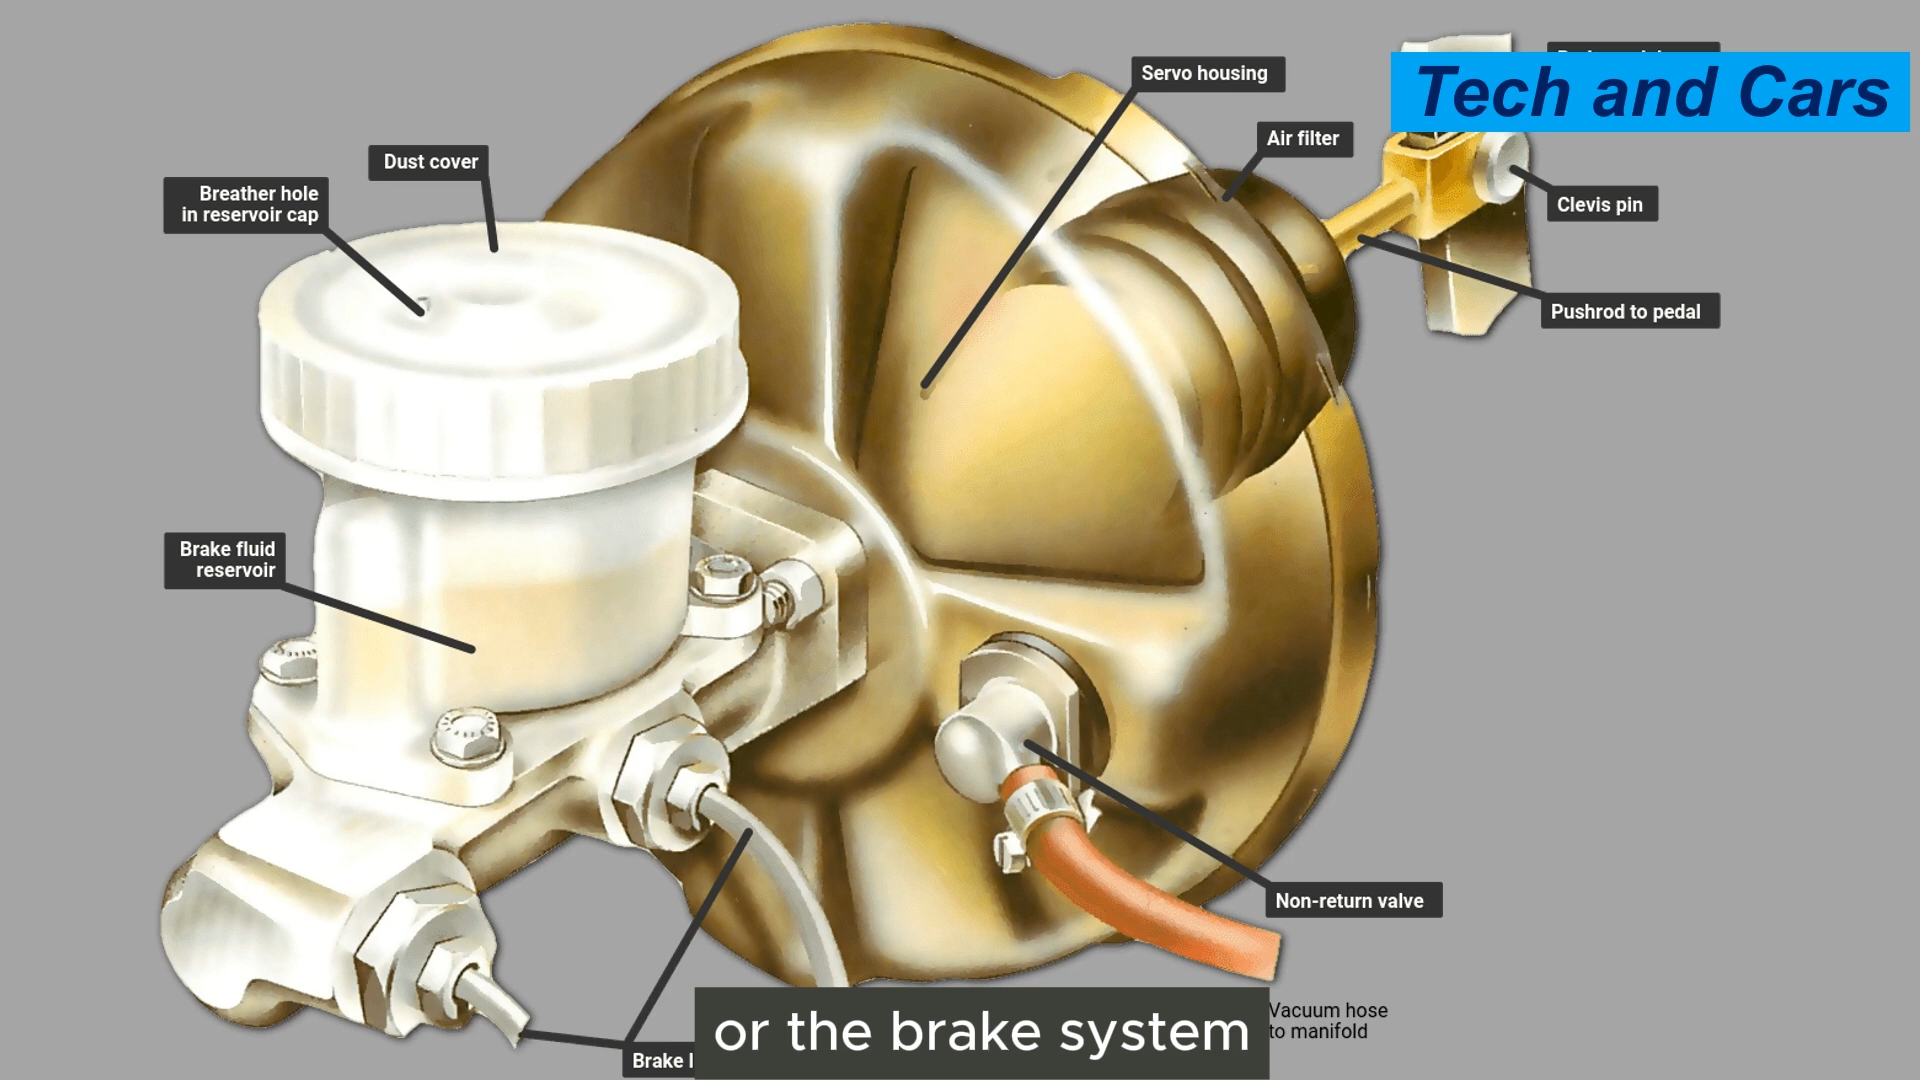 Servo housing
Tech and Cars
Air filter
Dust cover
Breather hole
in reservoir cap
Clevis pin
Pushrod to pedal
Brake fluid
reservoir
Non-return valve
Vacuum hose
to manifold
or the brake system
Brake